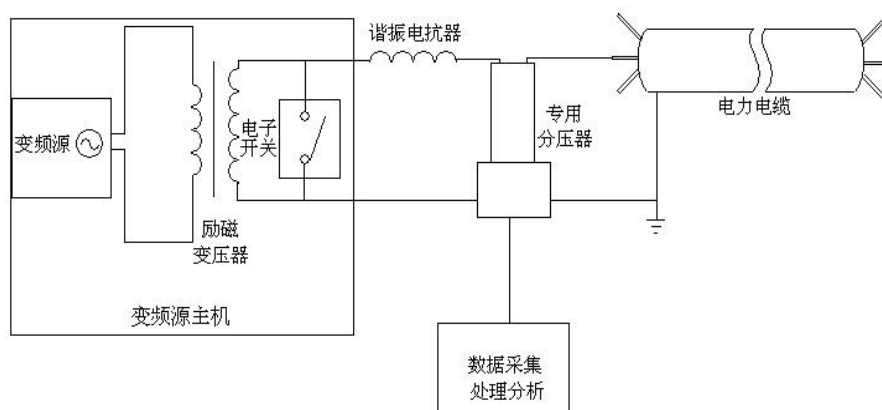 谐振电抗器
电力电缆
变频源
电子
开关
专用
分压器
励磁
变压器
变频源主机
数据采集
处理分析